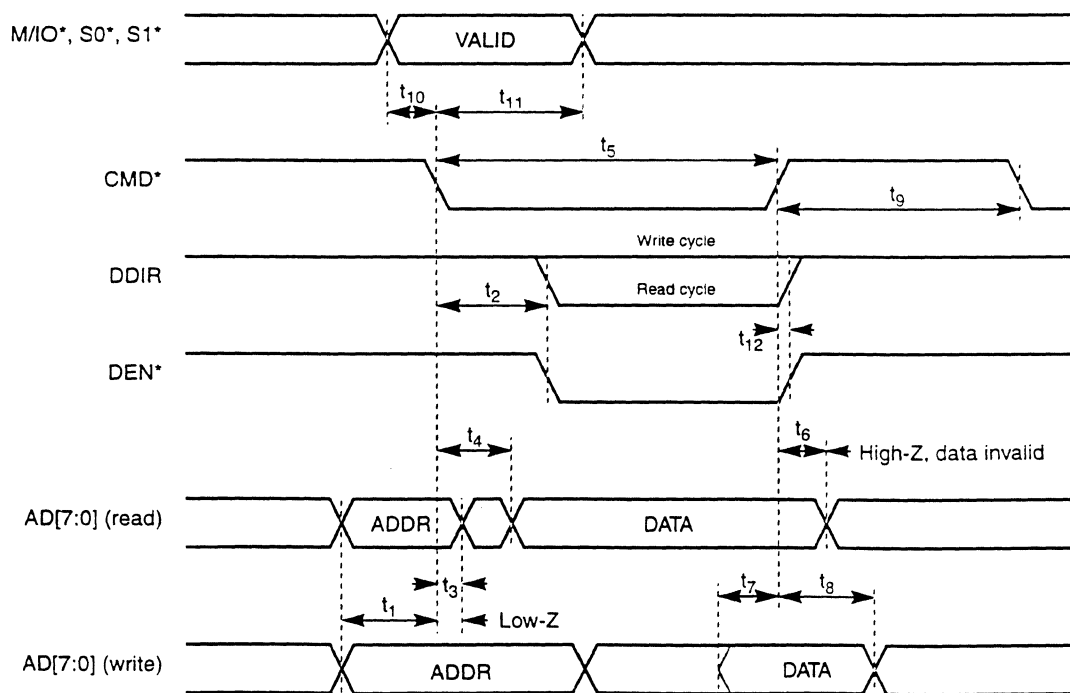 M/IO*, S0*, S1*
VALID
t10
t11
t5
CMD*
t9
Write cycle
DDIR
t2
Read cycle
t12
DEN*
t4
t6
High-Z, data invalid
AD[7:0] (read)
ADDR
DATA
t3
t7
t8
t1
Low-Z
AD[7:0] (write)
ADDR
DATA